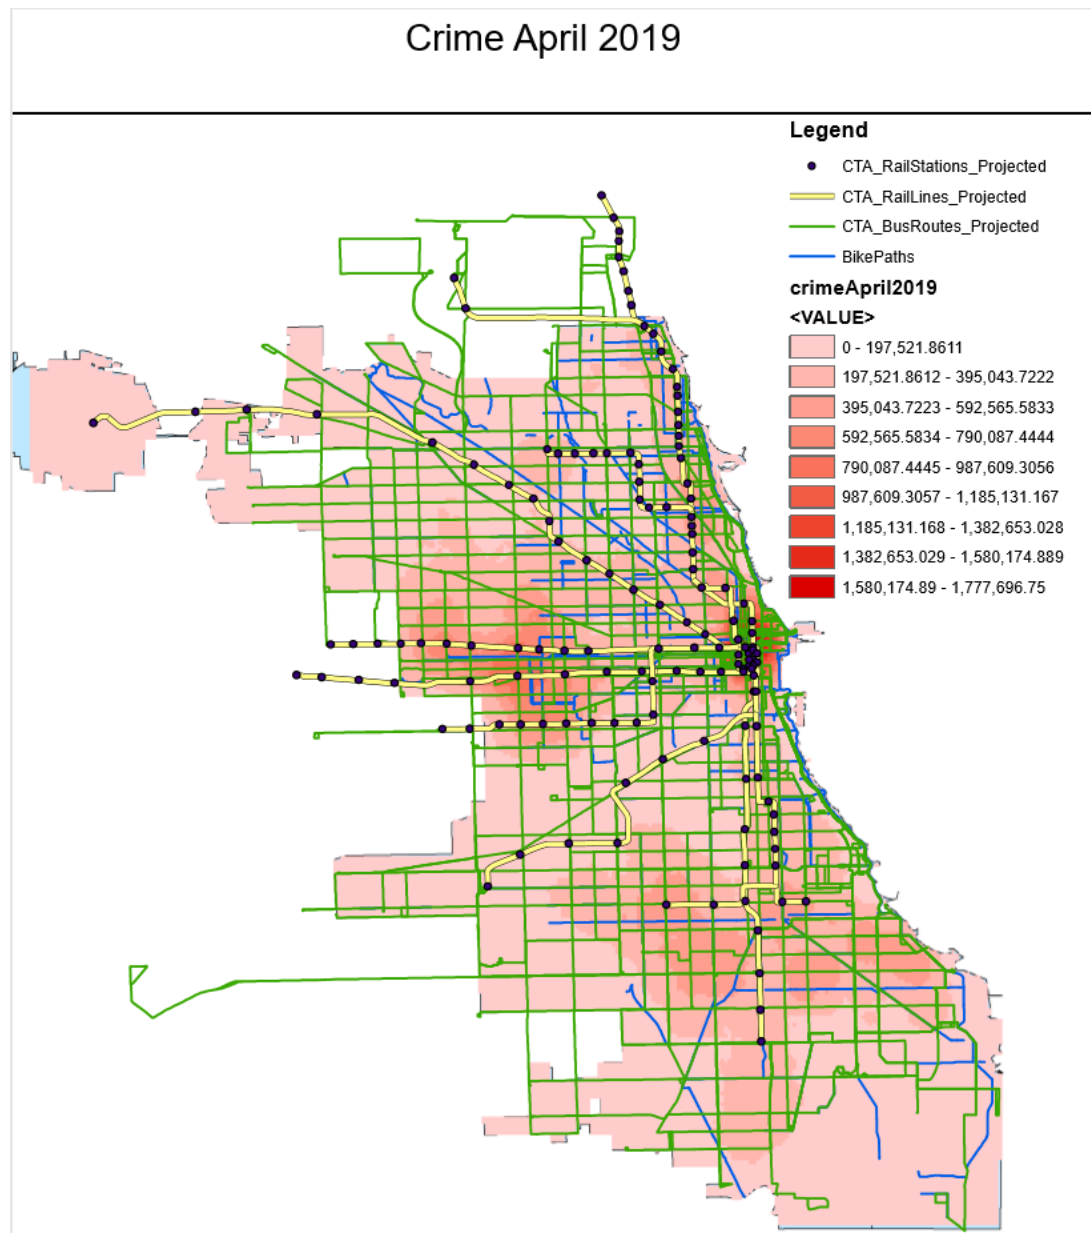 Crime April 2019
Legend
CTA_RailStations_Projected
CTA_RailLines_Projected
CTA_BusRoutes_Projected
BikePaths
crimeApril2019
<VALUE>
0 - 197,521.8611
197,521.8612 - 395,043.7222
395,043.7223 - 592,565.5833
592,565.5834 - 790,087.4444
790,087.4445 - 987,609.3056
987,609.3057 - 1,185,131.167
1,185,131.168 - 1,382,653.028
1,382,653.029 - 1,580,174.889
1,580,174.89 - 1,777,696.75